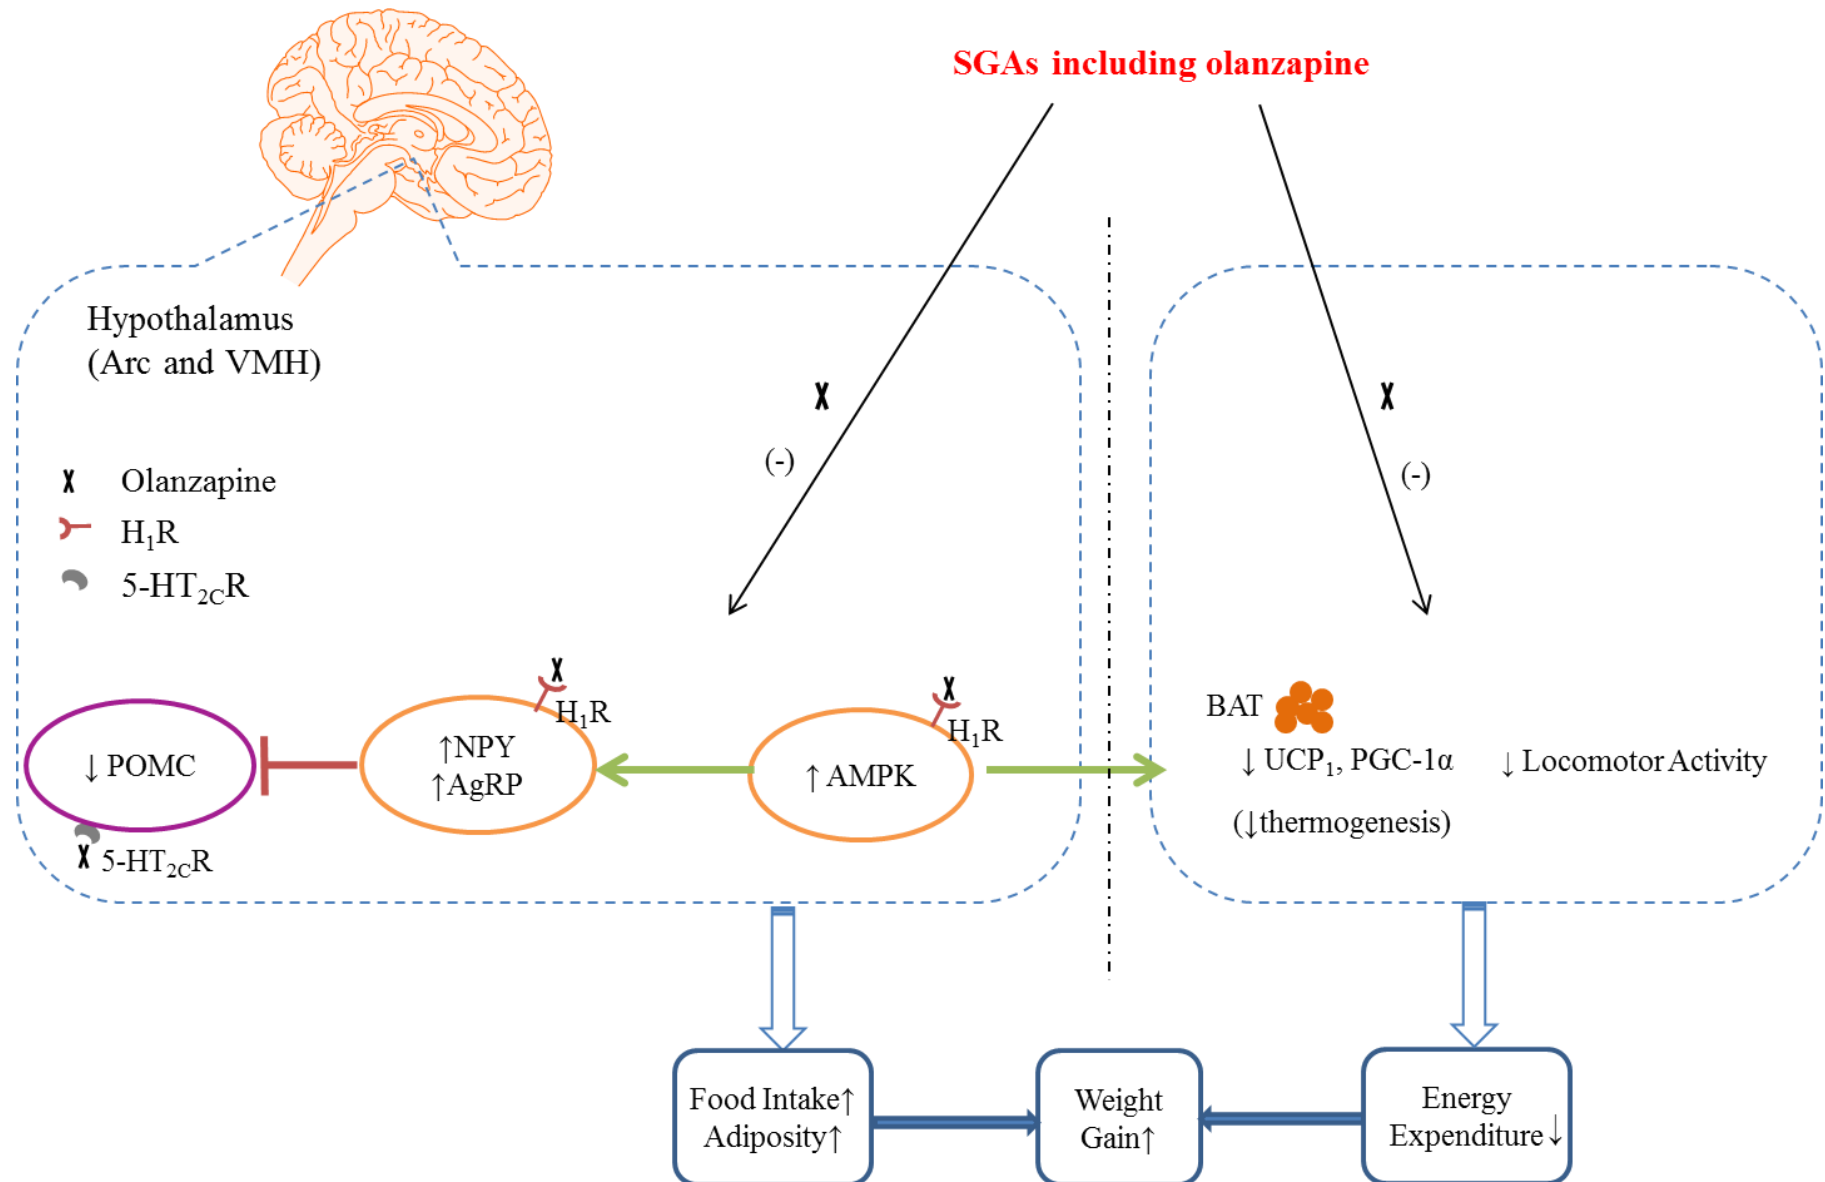 SGAs including olanzapine
Hypothalamus
(Arc and VMH)
Olanzapine
H₁R
5-HT₂CR
(-)
(-)
H₁R
↑NPY
↑AgRP
↓ POMC
5-HT₂CR
H₁R
↑ AMPK
BAT
↓ UCP₁, PGC-1α
(↓thermogenesis)
↓ Locomotor Activity
Food Intake↑
Adiposity↑
Weight
Gain↑
Energy
Expenditure↓